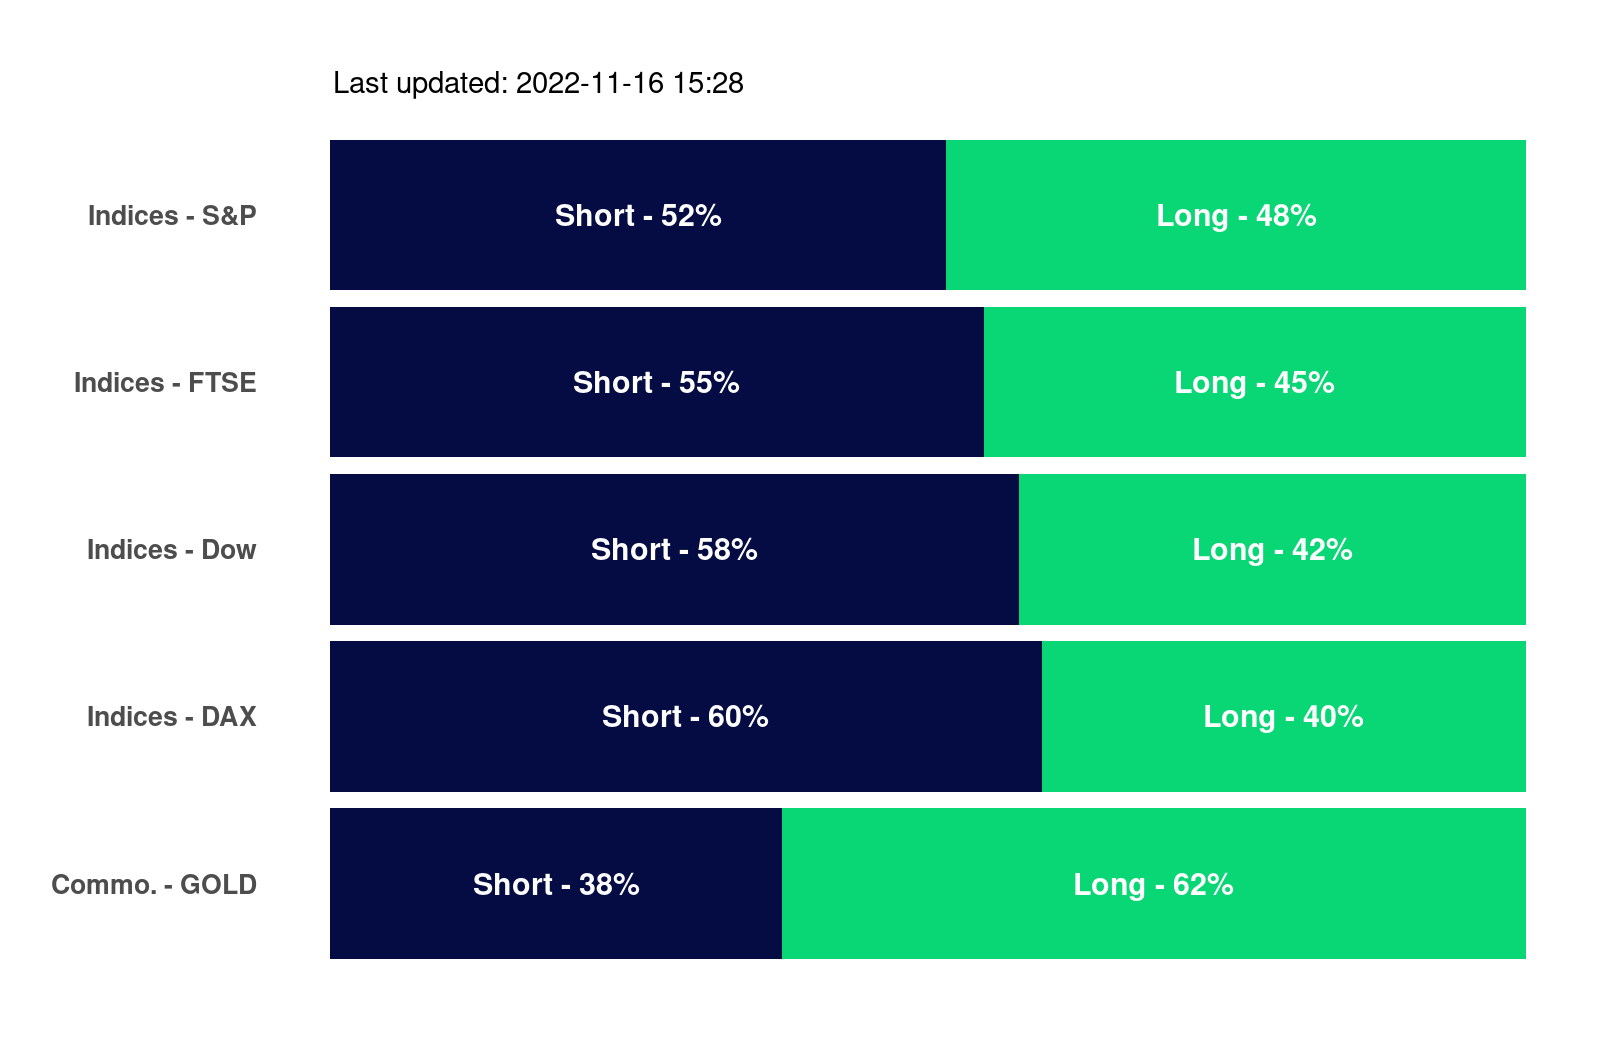 Last updated: 2022-11-16 15:28
Indices - S&P
Short - 52%
Long - 48%
Indices - FTSE
Short - 55%
Long - 45%
Indices - Dow
Short - 58%
Long - 42%
Indices - DAX
Short - 60%
Long - 40%
Commo. - GOLD
Short - 38%
Long - 62%